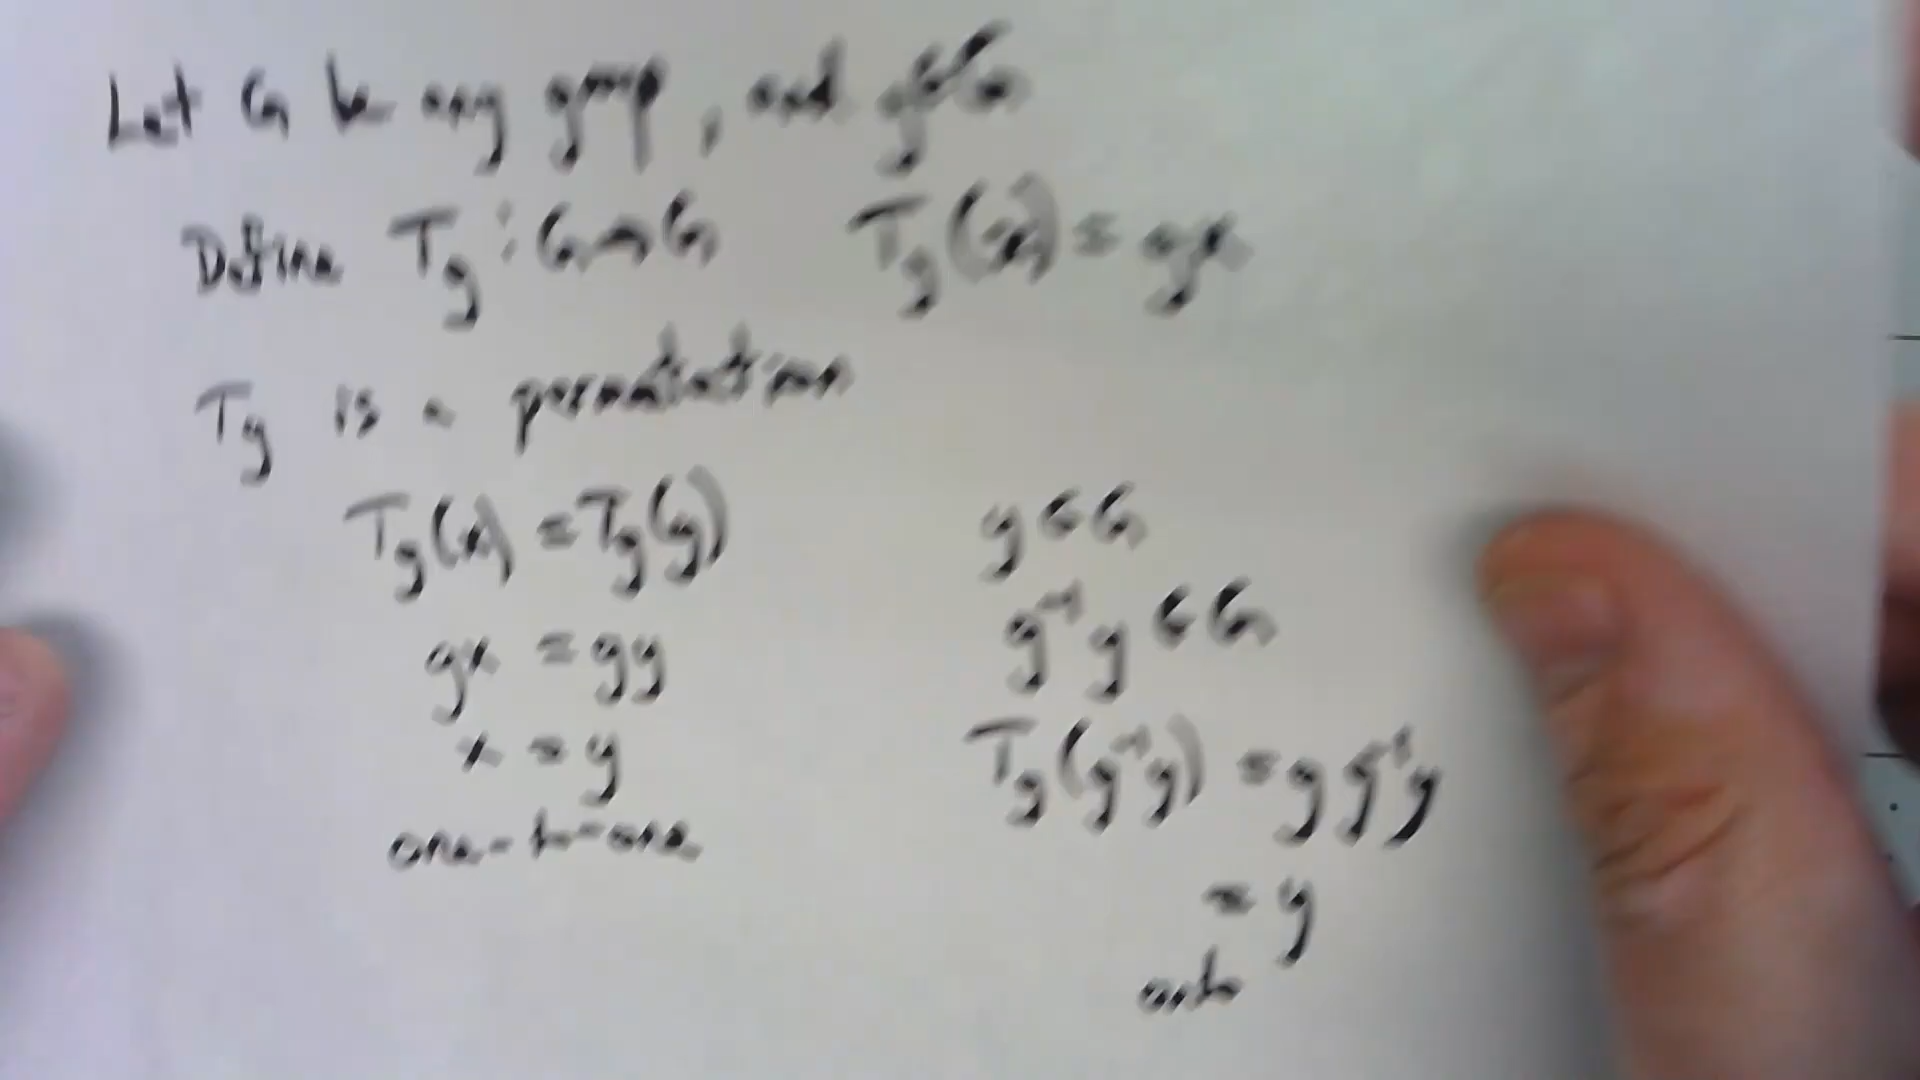 Let G be any group, and g∈G
Define T_g : G→G T_g(x) = gx
T_g is a permutation
T_g(x) = T_g(y)
gx = gy
x = y
one-to-one
y∈G
g⁻¹y∈G
T_g(g⁻¹y) = gg⁻¹y
= y
onto